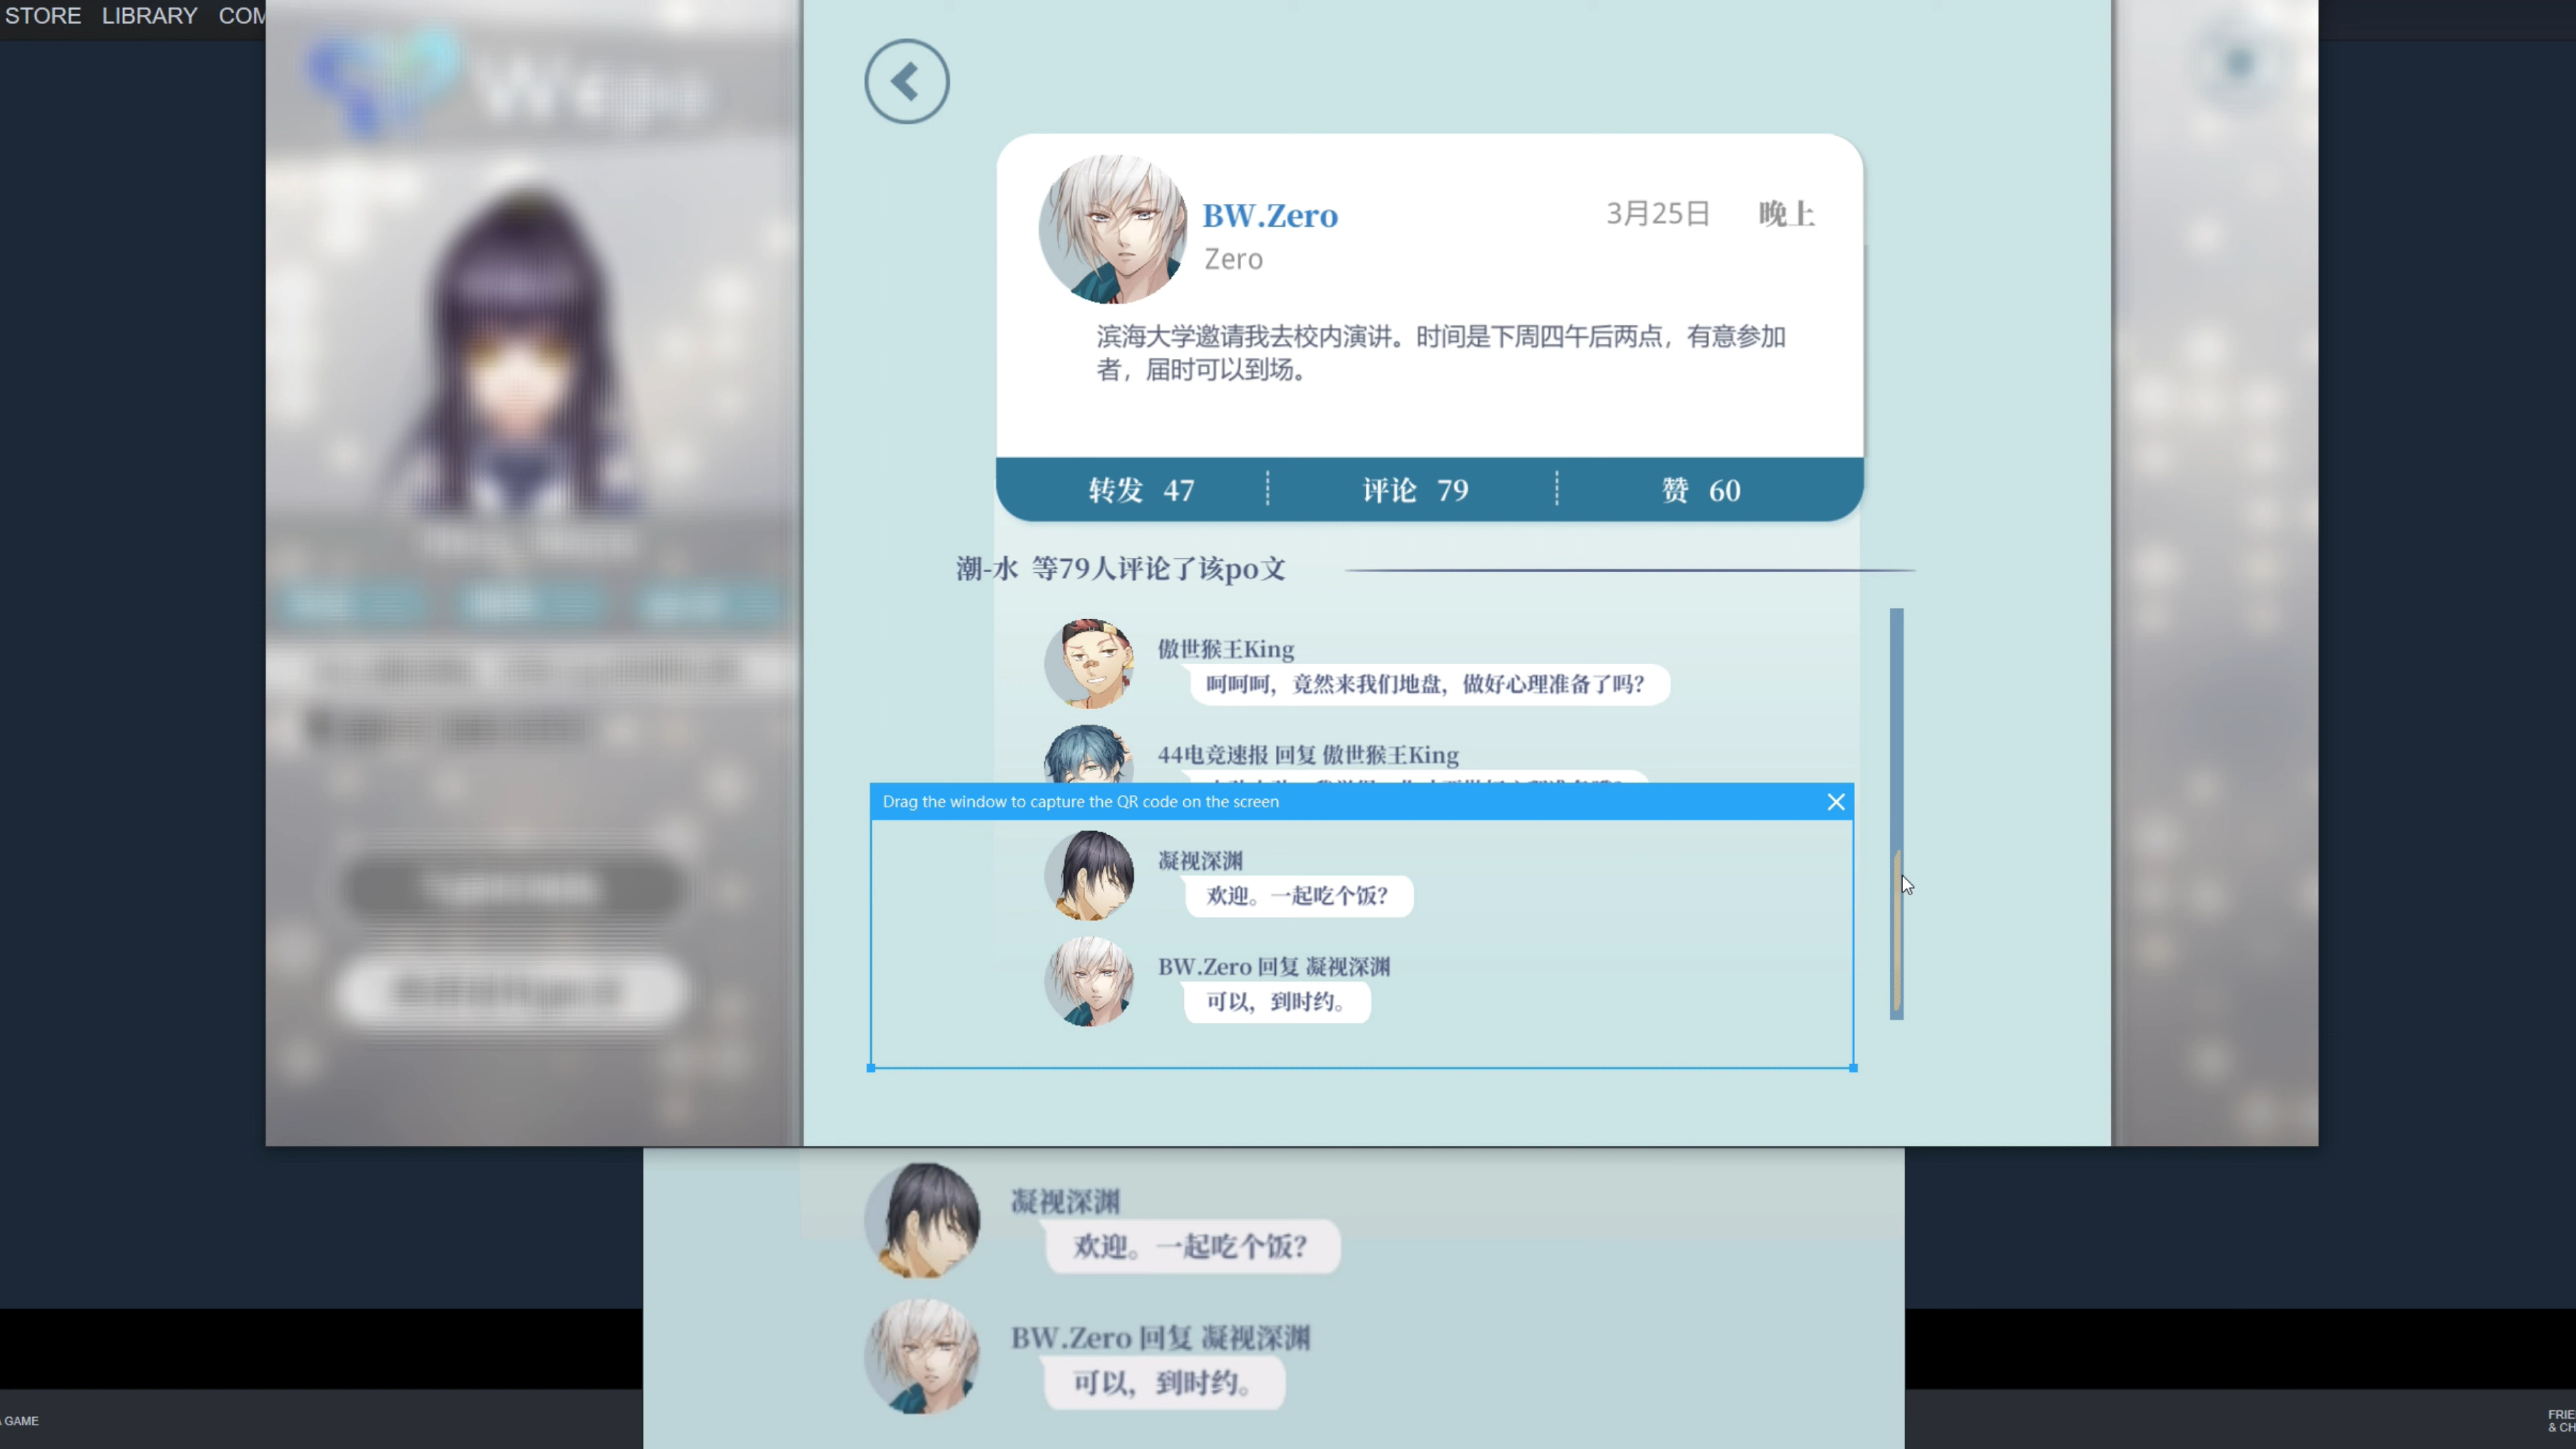 STORE LIBRARY COM
Wepo
BW.Zero
3月25日 晚上
Zero
滨海大学邀请我去校内演讲。时间是下周四午后两点，有意参加
者，届时可以到场。
转发 47
评论 79
赞 60
潮-水 等79人评论了该po文
傲世猴王King
呵呵呵，竟然来我们地盘，做好心理准备了吗？
44电竞速报 回复 傲世猴王King
Drag the window to capture the QR code on the screen
凝视深渊
欢迎。一起吃个饭？
BW.Zero 回复 凝视深渊
可以，到时约。
凝视深渊
欢迎。一起吃个饭？
BW.Zero 回复 凝视深渊
可以，到时约。
GAME
FRIE
& CH